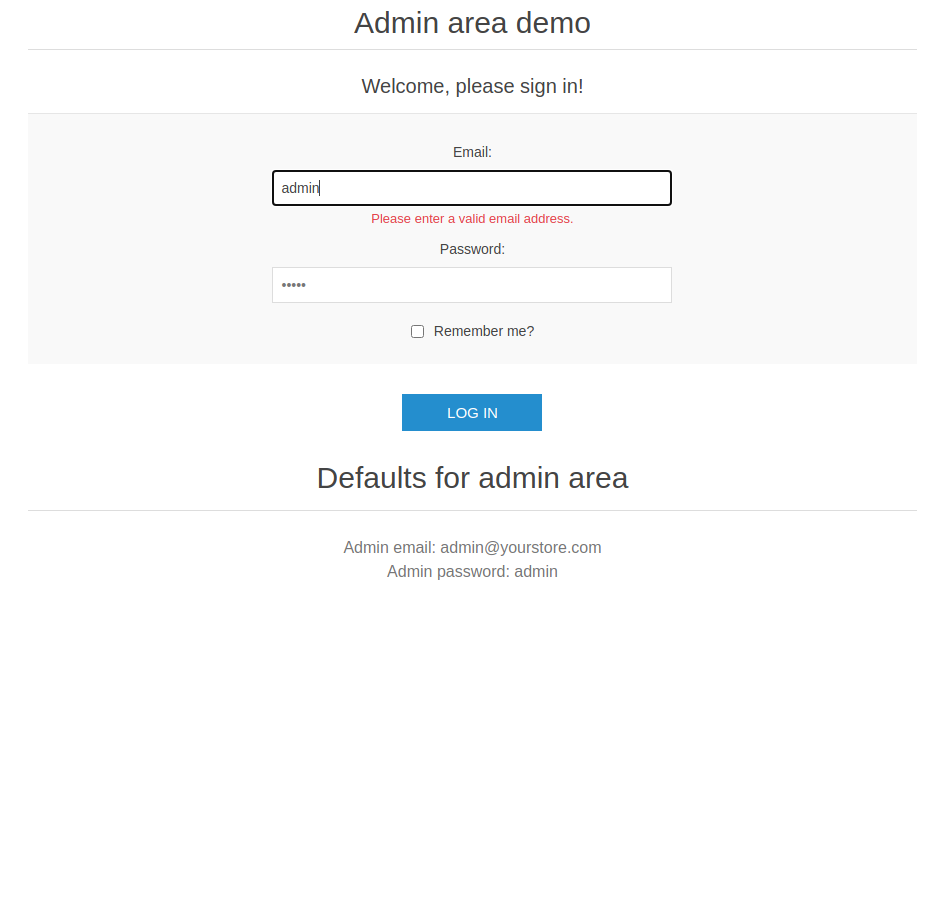 Admin area demo
Welcome, please sign in!
Email:
admin
Please enter a valid email address.
Password:
•••••
Remember me?
LOG IN
Defaults for admin area
Admin email: admin@yourstore.com
Admin password: admin